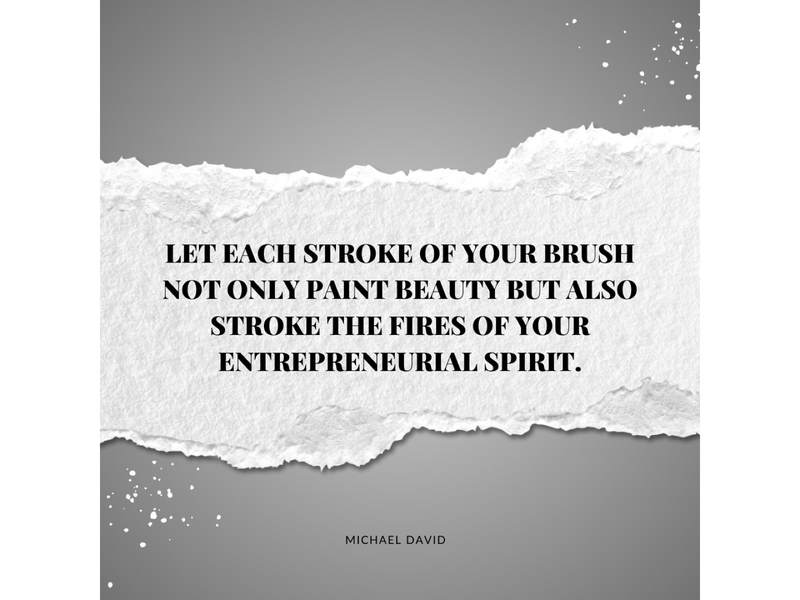 LET EACH STROKE OF YOUR BRUSH
NOT ONLY PAINT BEAUTY BUT ALSO
STROKE THE FIRES OF YOUR
ENTREPRENEURIAL SPIRIT.
MICHAEL DAVID